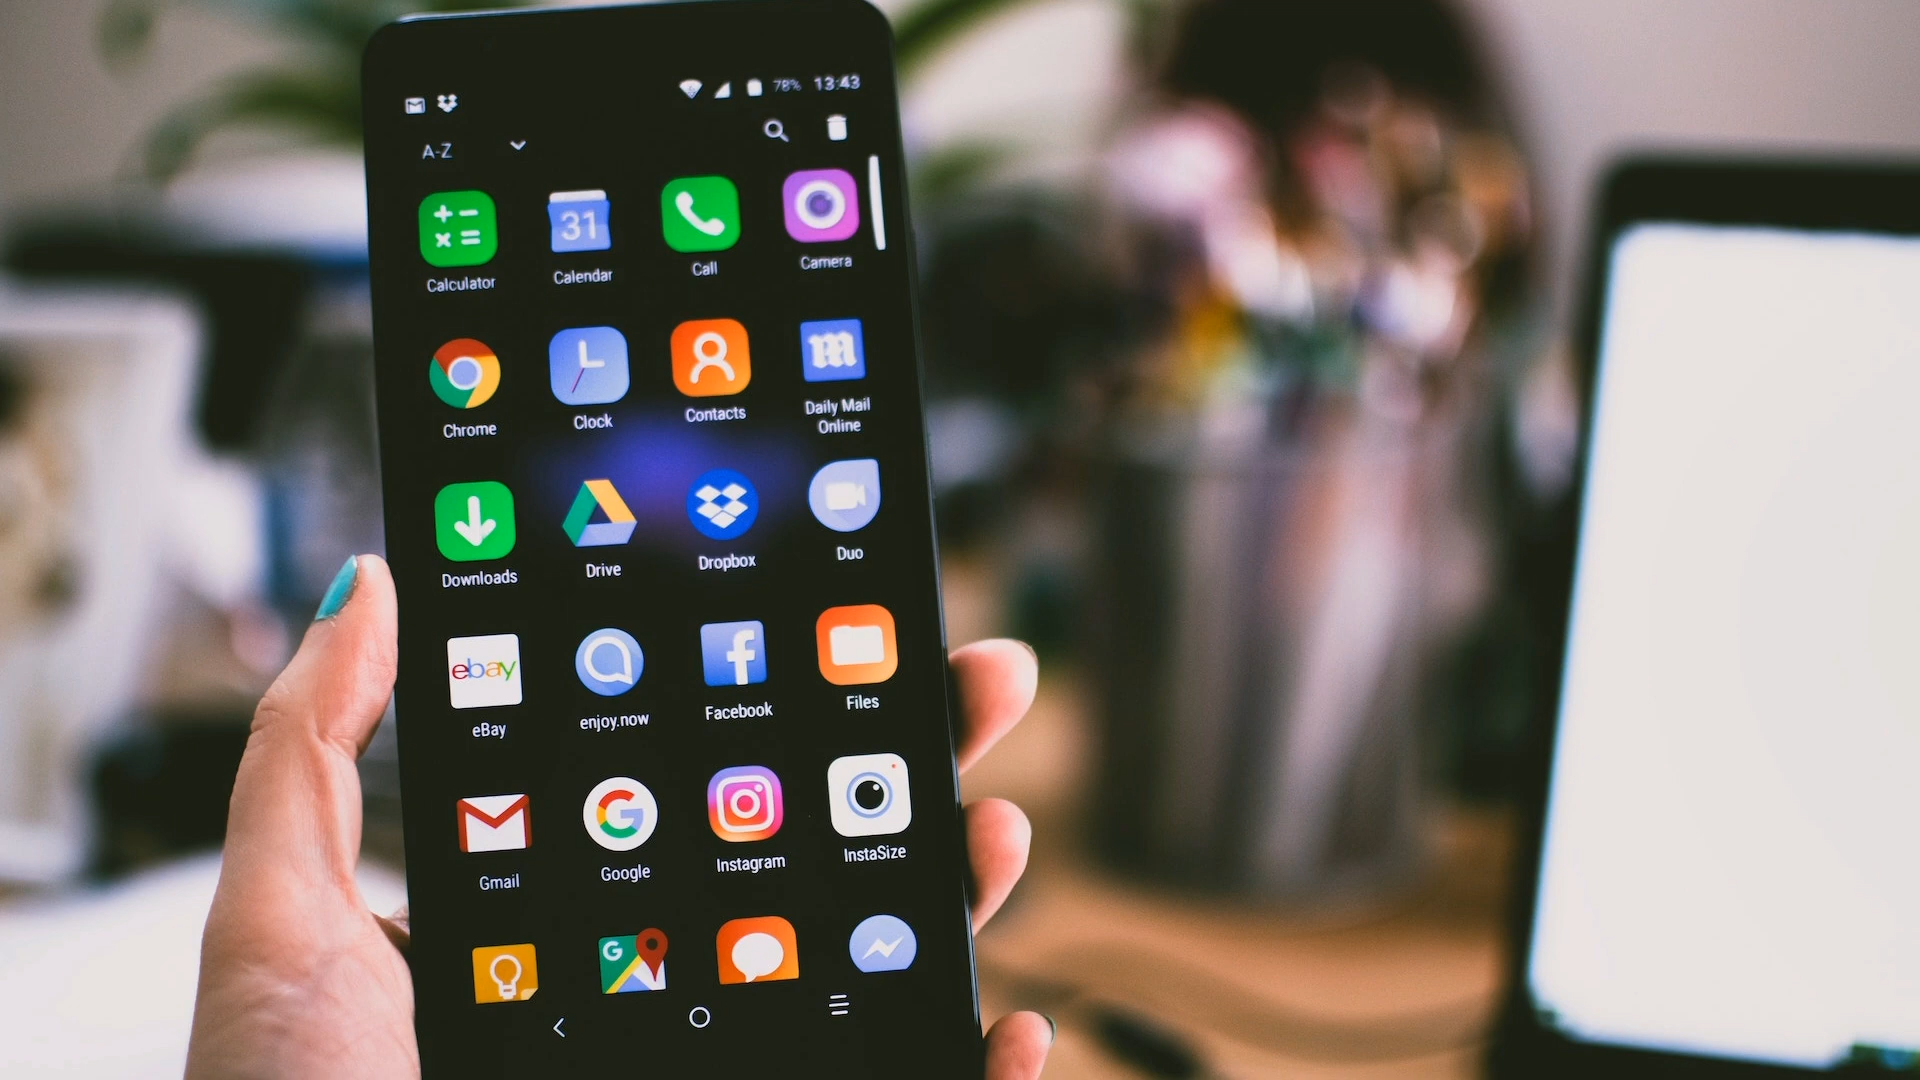 78% 13:43
A-Z
31
Calculator Calendar Call Camera
m
Chrome Clock Contacts Daily Mail
Online
Downloads Drive Dropbox Duo
ebay f
eBay enjoy.now Facebook Files
G
Gmail Google Instagram InstaSize
G